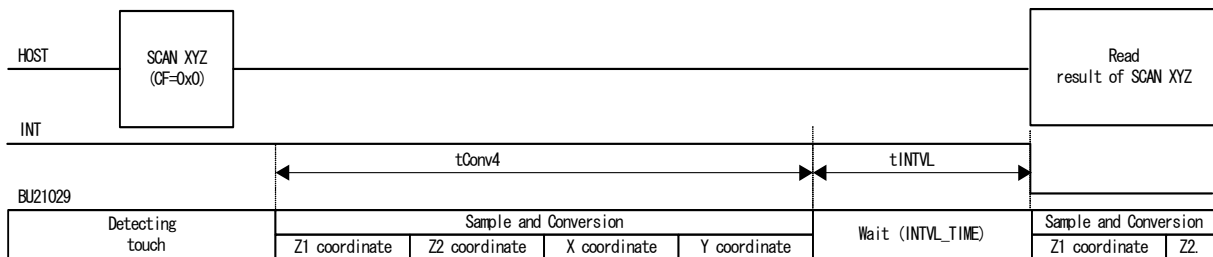 HOST
SCAN XYZ
(CF=0x0)
Read
result of SCAN XYZ
INT
tConv4
tINTVL
BU21029
Detecting
touch
Sample and Conversion
Z1 coordinate
Z2 coordinate
X coordinate
Y coordinate
Wait (INTVL_TIME)
Sample and Conversion
Z1 coordinate
Z2.